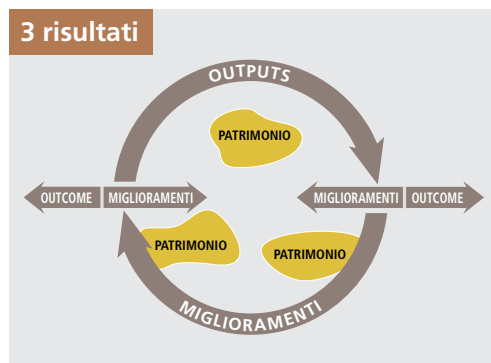 3 risultati
OUTPUTS
PATRIMONIO
OUTCOME MIGLIORAMENTI
MIGLIORAMENTI OUTCOME
PATRIMONIO
PATRIMONIO
MIGLIORAMENTI